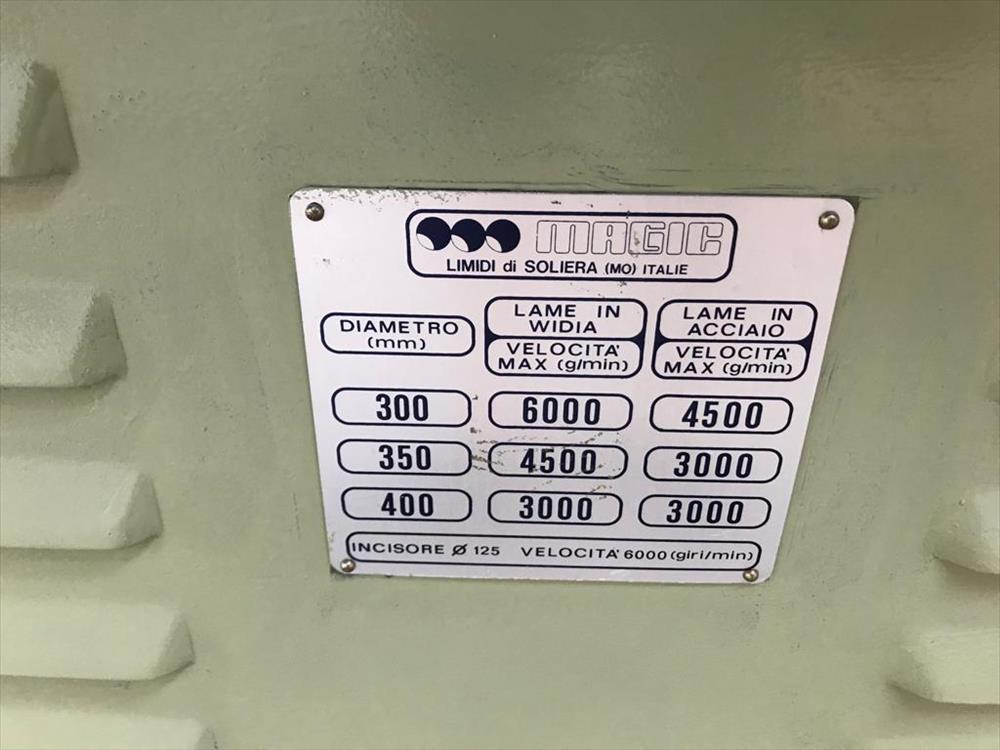 MAGIC
LIMIDI di SOLIERA (MO) ITALIE
DIAMETRO
(mm)
LAME IN
WIDIA
VELOCITA'
MAX (g/min)
LAME IN
ACCIAIO
VELOCITA'
MAX (g/min)
300 6000 4500
350 4500 3000
400 3000 3000
INCISORE Ø 125 VELOCITA' 6000 (giri/min)